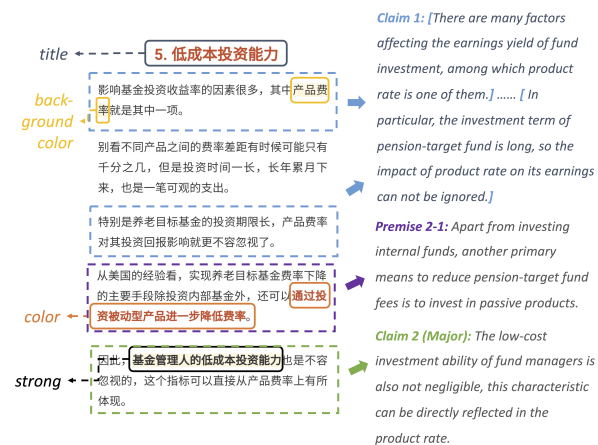 title
5. 低成本投资能力
back-
ground
color
影响基金投资收益率的因素很多，其中产品费
率就是其中一项。
别看不同产品之间的费率差距有时候可能只有
千分之几，但是投资时间一长，长年累月下
来，也是一笔可观的支出。
特别是养老目标基金的投资期限长，产品费率
对其投资回报影响就更不容忽视了。
从美国的经验看，实现养老目标基金费率下降
的主要手段除投资内部基金外，还可以通过投
资被动型产品进一步降低费率。
color
因此，基金管理人的低成本投资能力也是不容
忽视的，这个指标可以直接从产品费率上有所
体现。
strong
Claim 1: [There are many factors
affecting the earnings yield of fund
investment, among which product
rate is one of them.] ...... [ In
particular, the investment term of
pension-target fund is long, so the
impact of product rate on its earnings
can not be ignored.]
Premise 2-1: Apart from investing
internal funds, another primary
means to reduce pension-target fund
fees is to invest in passive products.
Claim 2 (Major): The low-cost
investment ability of fund managers is
also not negligible, this characteristic
can be directly reflected in the
product rate.